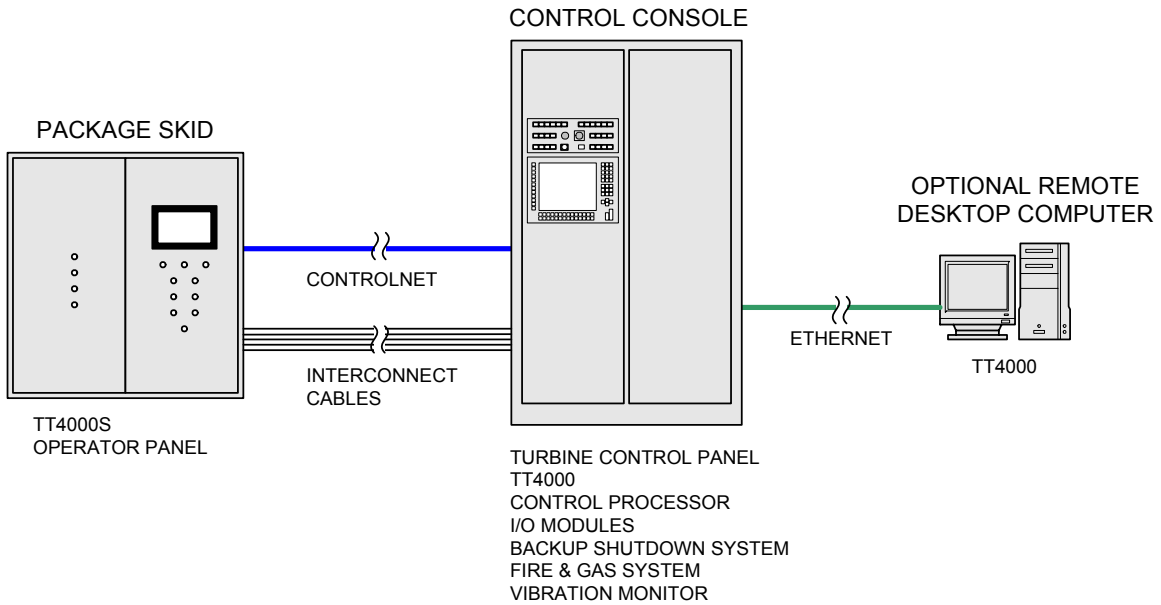 CONTROL CONSOLE
PACKAGE SKID
OPTIONAL REMOTE
DESKTOP COMPUTER
CONTROLNET
ETHERNET
INTERCONNECT
CABLES
TT4000
TT4000S
OPERATOR PANEL
TURBINE CONTROL PANEL
TT4000
CONTROL PROCESSOR
I/O MODULES
BACKUP SHUTDOWN SYSTEM
FIRE & GAS SYSTEM
VIBRATION MONITOR